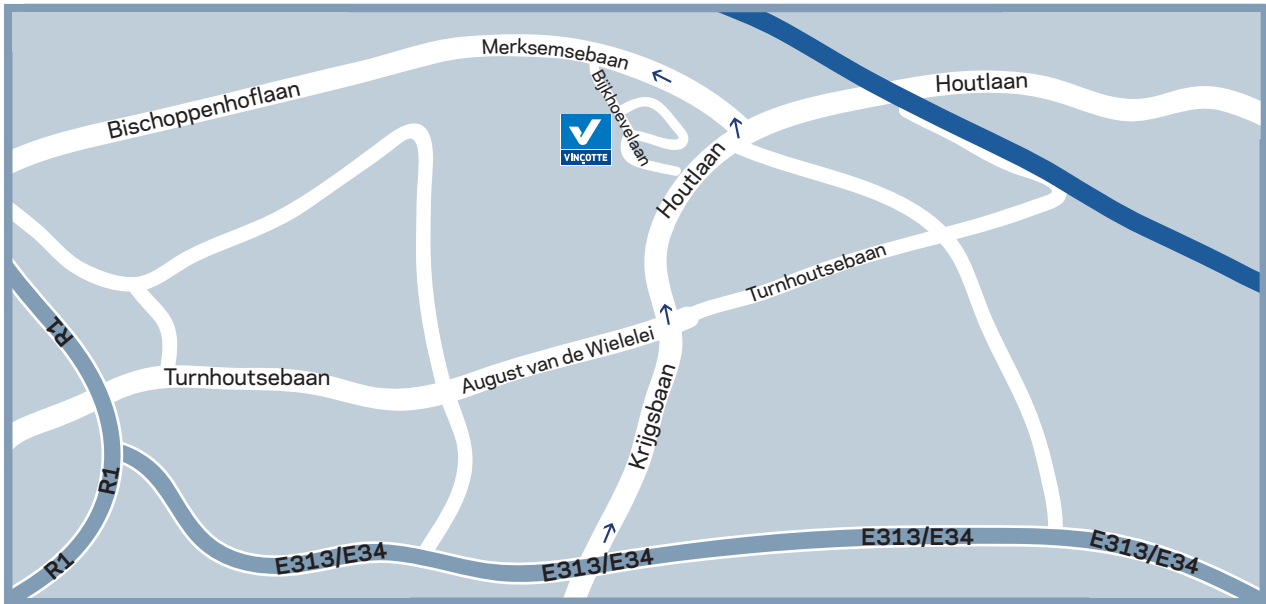 Merksemsebaan
Houtlaan
Bischoppenhoflaan
Bijkhoevelaan
VINÇOTTE
Houtlaan
Turnhoutsebaan
R1
August van de Wielelei
Turnhoutsebaan
Krijgsbaan
R1
E313/E34
E313/E34
E313/E34
E313/E34
R1